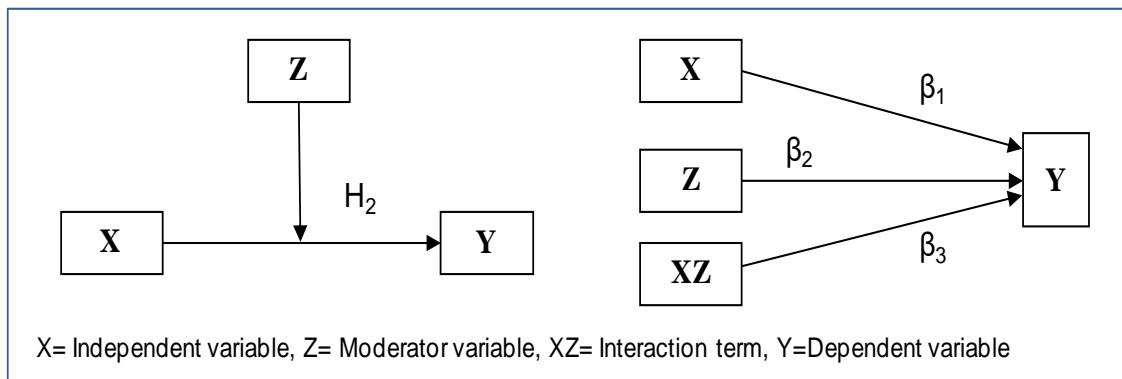 Z
H₂
X
Y
X
β₁
Z
β₂
Y
XZ
β₃
X= Independent variable, Z= Moderator variable, XZ= Interaction term, Y=Dependent variable